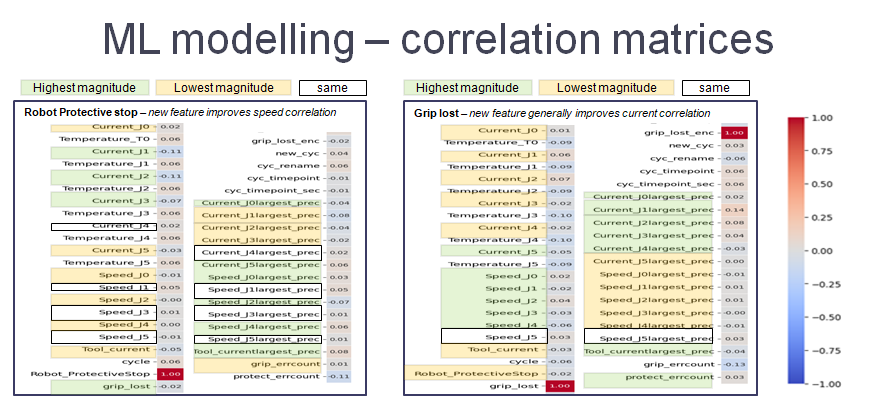 ML modelling – correlation matrices
Highest magnitude
Lowest magnitude
same
Highest magnitude
Lowest magnitude
same
Robot Protective stop – new feature improves speed correlation
Current_J0 0.02
Temperature_T0 0.06
Current_J1 -0.11
Temperature_J1 0.06
Current_J2 -0.11
Temperature_J2 0.06
Current_J3 -0.07
Temperature_J3 0.06
Current_J4 0.02
Temperature_J4 0.06
Current_J5 -0.03
Temperature_J5 0.06
Speed_J0 -0.01
Speed_J1 0.05
Speed_J2 -0.00
Speed_J3 0.01
Speed_J4 0.00
Speed_J5 -0.01
Tool_current -0.05
cycle 0.06
Robot_ProtectiveStop 1.00
grip_lost -0.02
grip_lost_enc -0.02
new_cyc 0.04
cyc_rename 0.06
cyc_timepoint -0.01
cyc_timepoint_sec -0.01
Current_J0largest_prec -0.04
Current_J1largest_prec -0.08
Current_J2largest_prec -0.04
Current_J3largest_prec -0.02
Current_J4largest_prec 0.02
Current_J5largest_prec 0.06
Speed_J0largest_prec 0.03
Speed_J1largest_prec 0.05
Speed_J2largest_prec -0.07
Speed_J3largest_prec 0.01
Speed_J4largest_prec 0.06
Speed_J5largest_prec 0.01
Tool_currentlargest_prec 0.08
grip_errcount 0.01
protect_errcount -0.11
Grip lost – new feature generally improves current correlation
Current_J0 0.01
Temperature_T0 -0.09
Current_J1 0.06
Temperature_J1 -0.09
Current_J2 0.07
Temperature_J2 -0.09
Current_J3 -0.02
Temperature_J3 -0.10
Current_J4 -0.02
Temperature_J4 -0.10
Current_J5 -0.01
Temperature_J5 -0.09
Speed_J0 0.02
Speed_J1 -0.02
Speed_J2 0.04
Speed_J3 -0.03
Speed_J4 -0.06
Speed_J5 0.03
Tool_current -0.03
cycle -0.03
Robot_ProtectiveStop -0.02
grip_lost 1.00
grip_lost_enc 1.00
new_cyc -0.03
cyc_rename -0.06
cyc_timepoint 0.06
cyc_timepoint_sec 0.06
Current_J0largest_prec 0.02
Current_J1largest_prec 0.14
Current_J2largest_prec 0.08
Current_J3largest_prec 0.04
Current_J4largest_prec -0.03
Current_J5largest_prec 0.00
Speed_J0largest_prec -0.01
Speed_J1largest_prec -0.01
Speed_J2largest_prec 0.01
Speed_J3largest_prec -0.00
Speed_J4largest_prec -0.01
Speed_J5largest_prec 0.03
Tool_currentlargest_prec -0.04
grip_errcount -0.13
protect_errcount 0.03
1.00
0.75
0.50
0.25
0.00
−0.25
−0.50
−0.75
−1.00